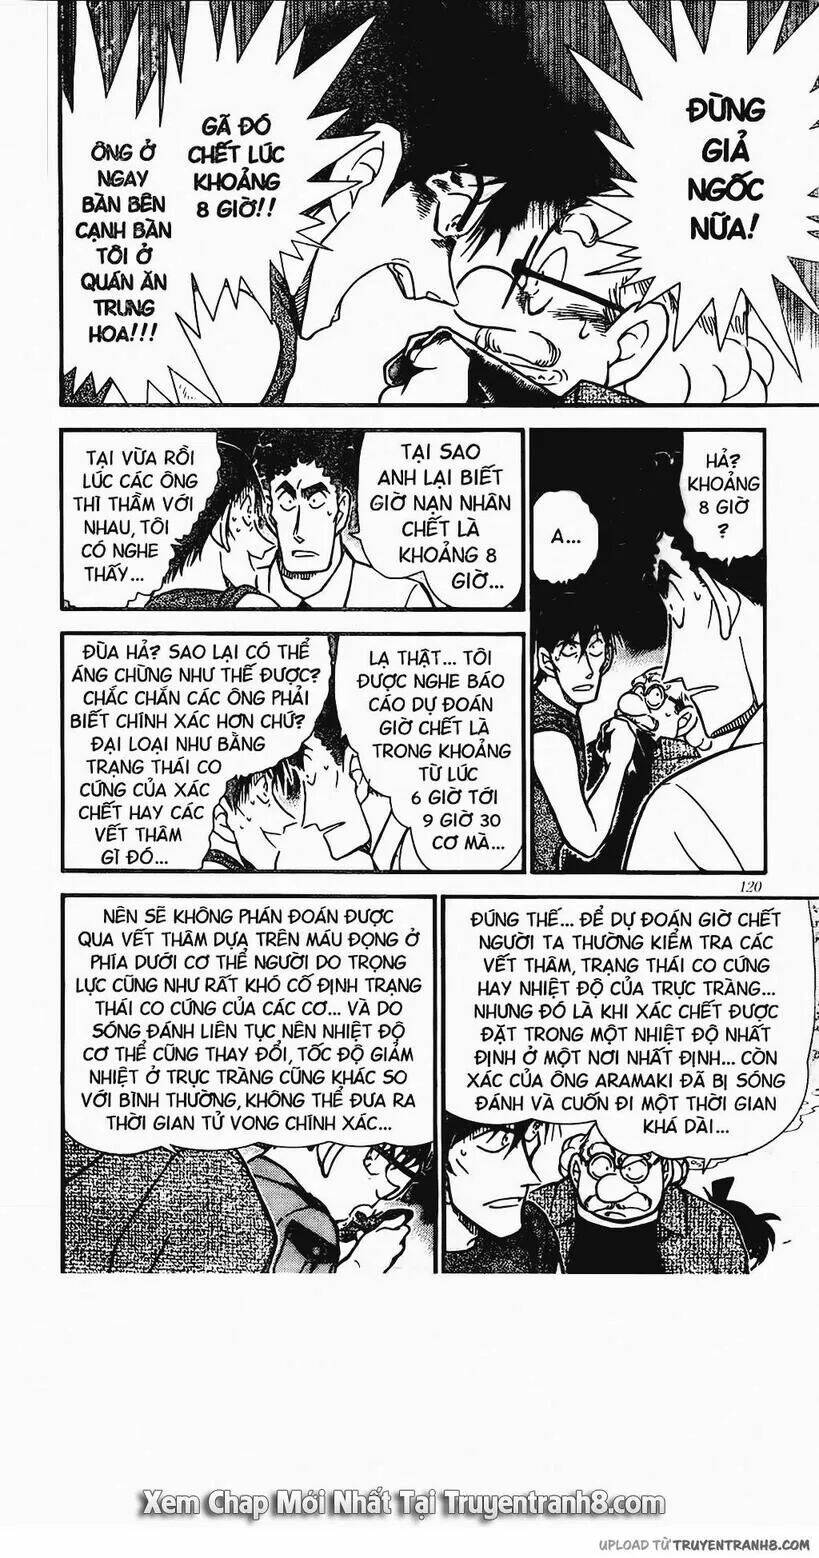 ĐỪNG
GIẢ
NGỐC
NỮA!
GÃ ĐÓ
CHẾT LÚC
KHOẢNG
8 GIỜ!!
ÔNG Ở
NGAY
BÀN BÊN
CẠNH BÀN
TÔI Ở
QUÁN ĂN
TRUNG
HOA!!!
HẢ?
KHOẢNG
8 GIỜ
?
A...
TẠI SAO
ANH LẠI BIẾT
GIỜ NẠN NHÂN
CHẾT LÀ
KHOẢNG 8
GIỜ...
TẠI VỪA RỒI
LÚC CÁC ÔNG
THÌ THẦM VỚI
NHAU, TÔI
CÓ NGHE
THẤY...
LẠ THẬT... TÔI
ĐƯỢC NGHE BÁO
CÁO DỰ ĐOÁN
GIỜ CHẾT LÀ
TRONG KHOẢNG
TỪ LÚC
6 GIỜ TỚI
9 GIỜ 30
CƠ MÀ...
ĐÙA HẢ? SAO LẠI CÓ THỂ
ÁNG CHỪNG NHƯ THẾ ĐƯỢC?
CHẮC CHẮN CÁC ÔNG PHẢI
BIẾT CHÍNH XÁC HƠN CHỨ?
ĐẠI LOẠI NHƯ BẰNG
TRẠNG THÁI CO
CỨNG CỦA XÁC
CHẾT HAY CÁC
VẾT THÂM
GÌ ĐÓ...
120
ĐÚNG THẾ... ĐỂ DỰ ĐOÁN GIỜ CHẾT
NGƯỜI TA THƯỜNG KIỂM TRA CÁC
VẾT THÂM, TRẠNG THÁI CO CỨNG
HAY NHIỆT ĐỘ CỦA TRỰC TRÀNG...
NHƯNG ĐÓ LÀ KHI XÁC CHẾT ĐƯỢC
ĐẶT TRONG MỘT NHIỆT ĐỘ NHẤT
ĐỊNH Ở MỘT NƠI NHẤT ĐỊNH... CÒN
XÁC CỦA ÔNG ARAMAKI ĐÃ BỊ SÓNG
ĐÁNH VÀ CUỐN ĐI MỘT THỜI GIAN
KHÁ DÀI...
NÊN SẼ KHÔNG PHÁN ĐOÁN ĐƯỢC
QUA VẾT THÂM DỰA TRÊN MÁU ĐỌNG Ở
PHÍA DƯỚI CƠ THỂ NGƯỜI DO TRỌNG
LỰC CŨNG NHƯ RẤT KHÓ CỐ ĐỊNH TRẠNG
THÁI CO CỨNG CỦA CÁC CƠ... VÀ DO
SÓNG ĐÁNH LIÊN TỤC NÊN NHIỆT ĐỘ
CƠ THỂ CŨNG THAY ĐỔI, TỐC ĐỘ GIẢM
NHIỆT Ở TRỰC TRÀNG CŨNG KHÁC SO
VỚI BÌNH THƯỜNG, KHÔNG THỂ ĐƯA RA
THỜI GIAN TỬ VONG CHÍNH XÁC...
Xem Chap Mới Nhất Tại Truyentranh8.com
UPLOAD TỪ TRUYENTRANH8.COM